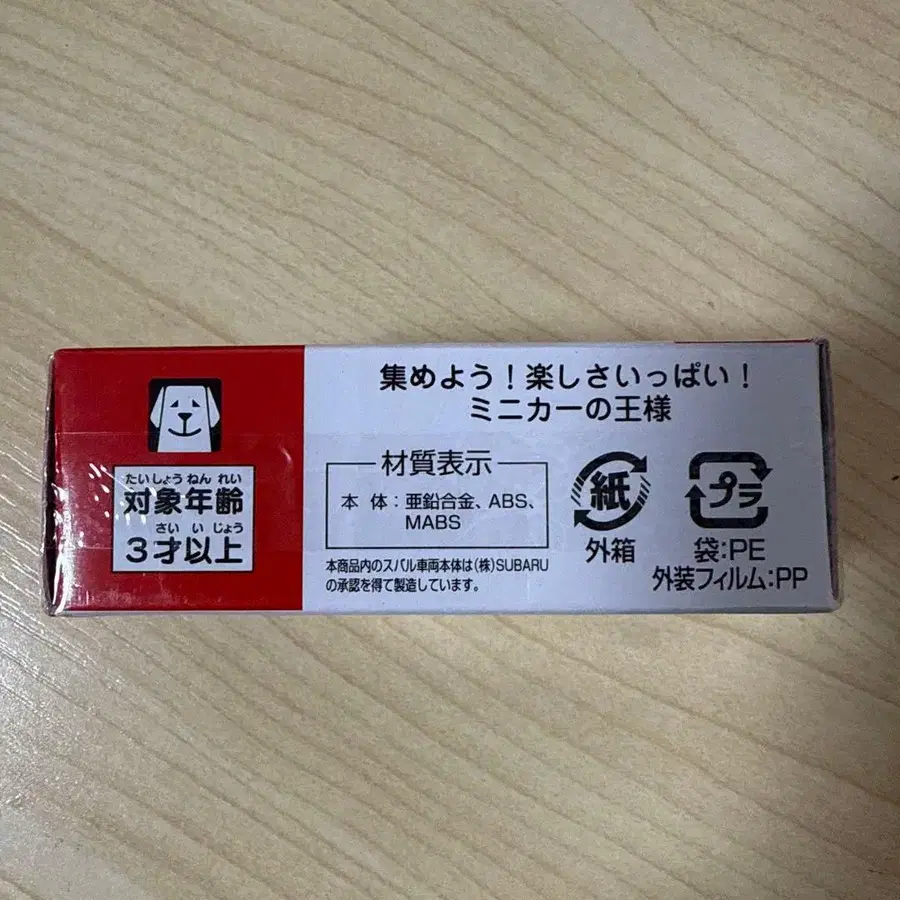 集めよう！楽しさいっぱい！
ミニカーの王様
たいしょうねんれい
対象年齢
さいいじょう
3才以上
材質表示
本体：亜鉛合金、ABS、
MABS
本商品内のスバル車両本体は(株)SUBARU
の承認を得て製造しています。
紙
外箱
プラ
袋:PE
外装フィルム:PP